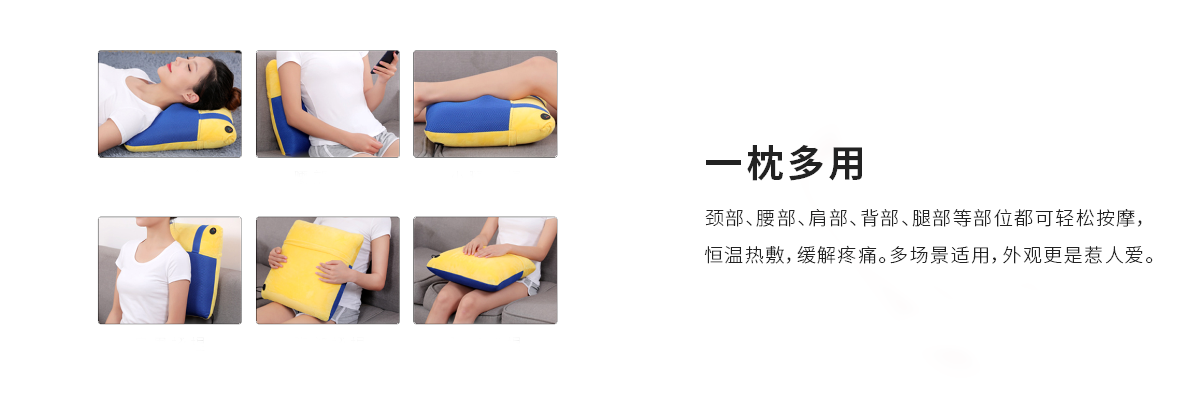 一枕多用
颈部、腰部、肩部、背部、腿部等部位都可轻松按摩，
恒温热敷，缓解疼痛。多场景适用，外观更是惹人爱。